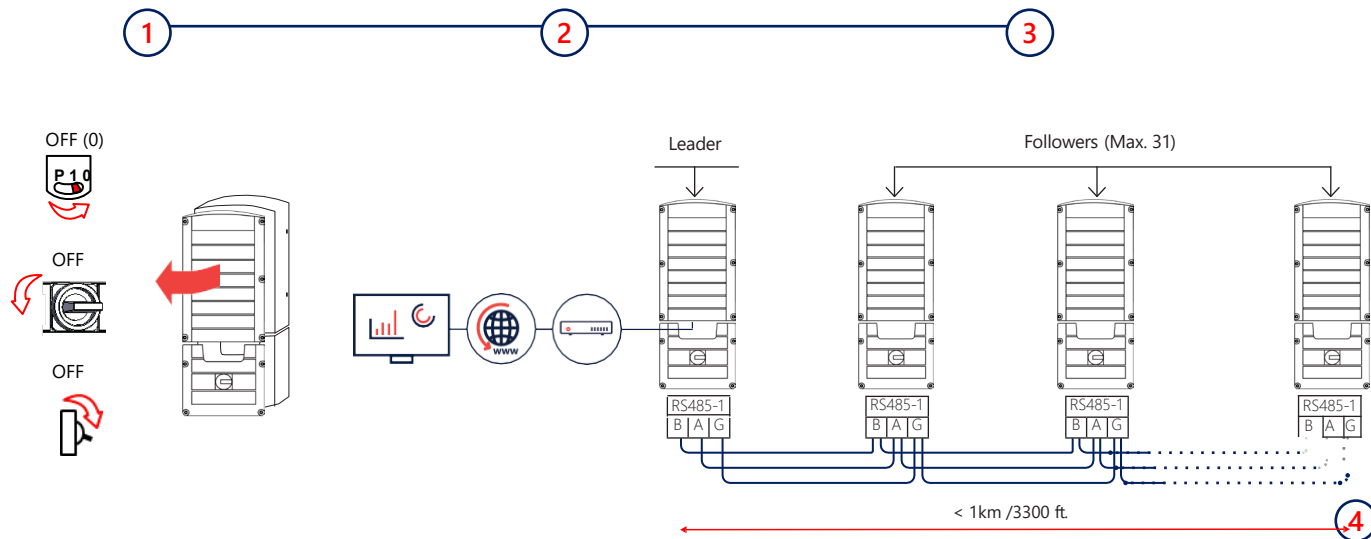 1
2
3
OFF (0)
P 1 0
OFF
OFF
www
Leader
Followers (Max. 31)
RS485-1
B A G
RS485-1
B A G
RS485-1
B A G
RS485-1
B A G
< 1km /3300 ft.
4